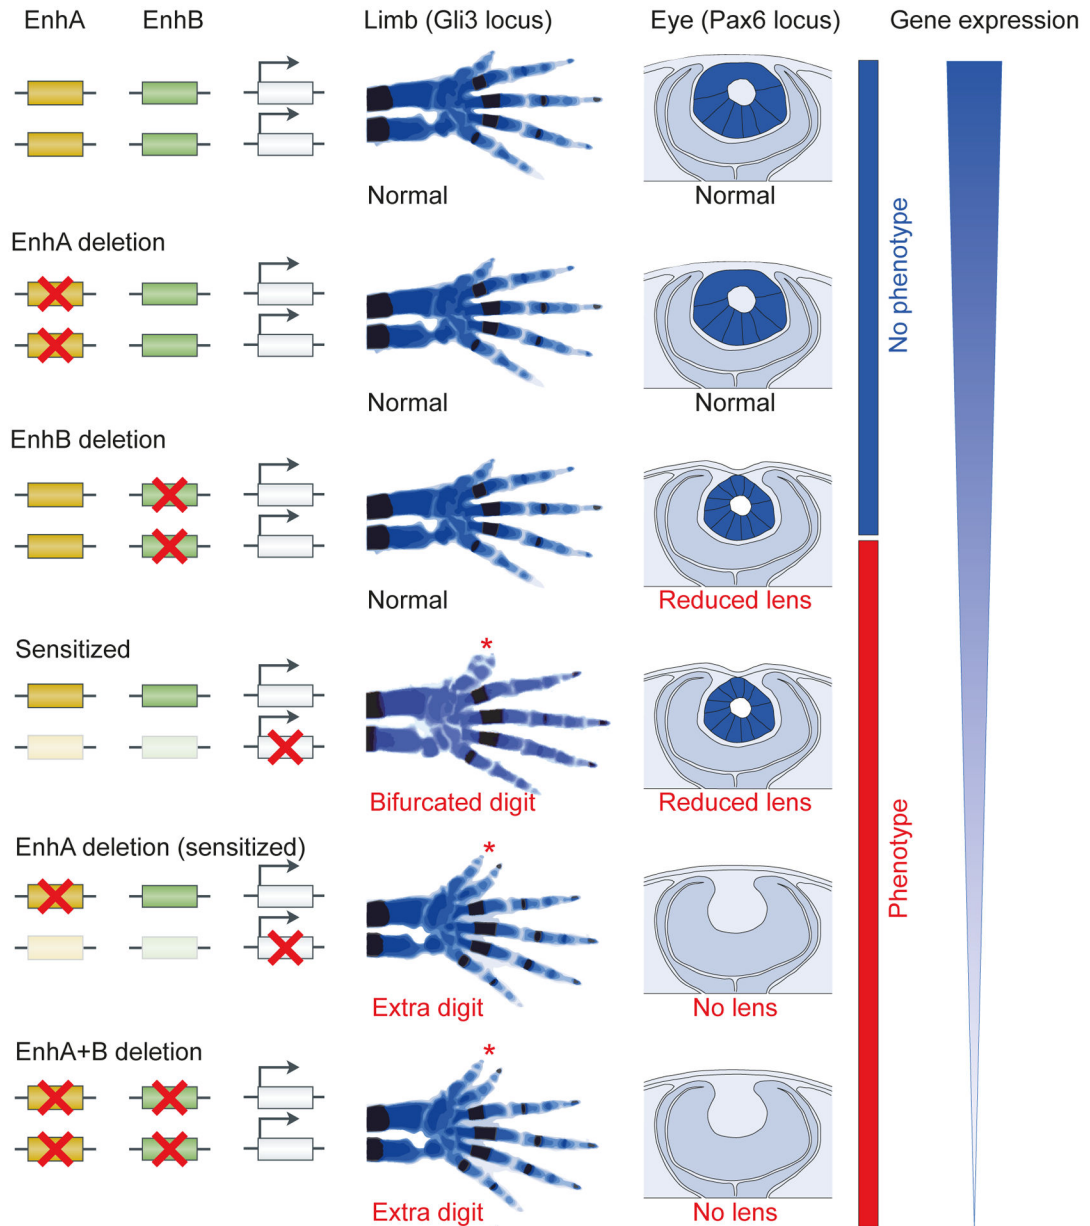 EnhA EnhB Limb (Gli3 locus) Eye (Pax6 locus) Gene expression
Normal Normal
EnhA deletion
Normal Normal
No phenotype
EnhB deletion
Normal Reduced lens
Sensitized
*
Bifurcated digit Reduced lens
EnhA deletion (sensitized)
*
Phenotype
Extra digit No lens
EnhA+B deletion
*
Extra digit No lens